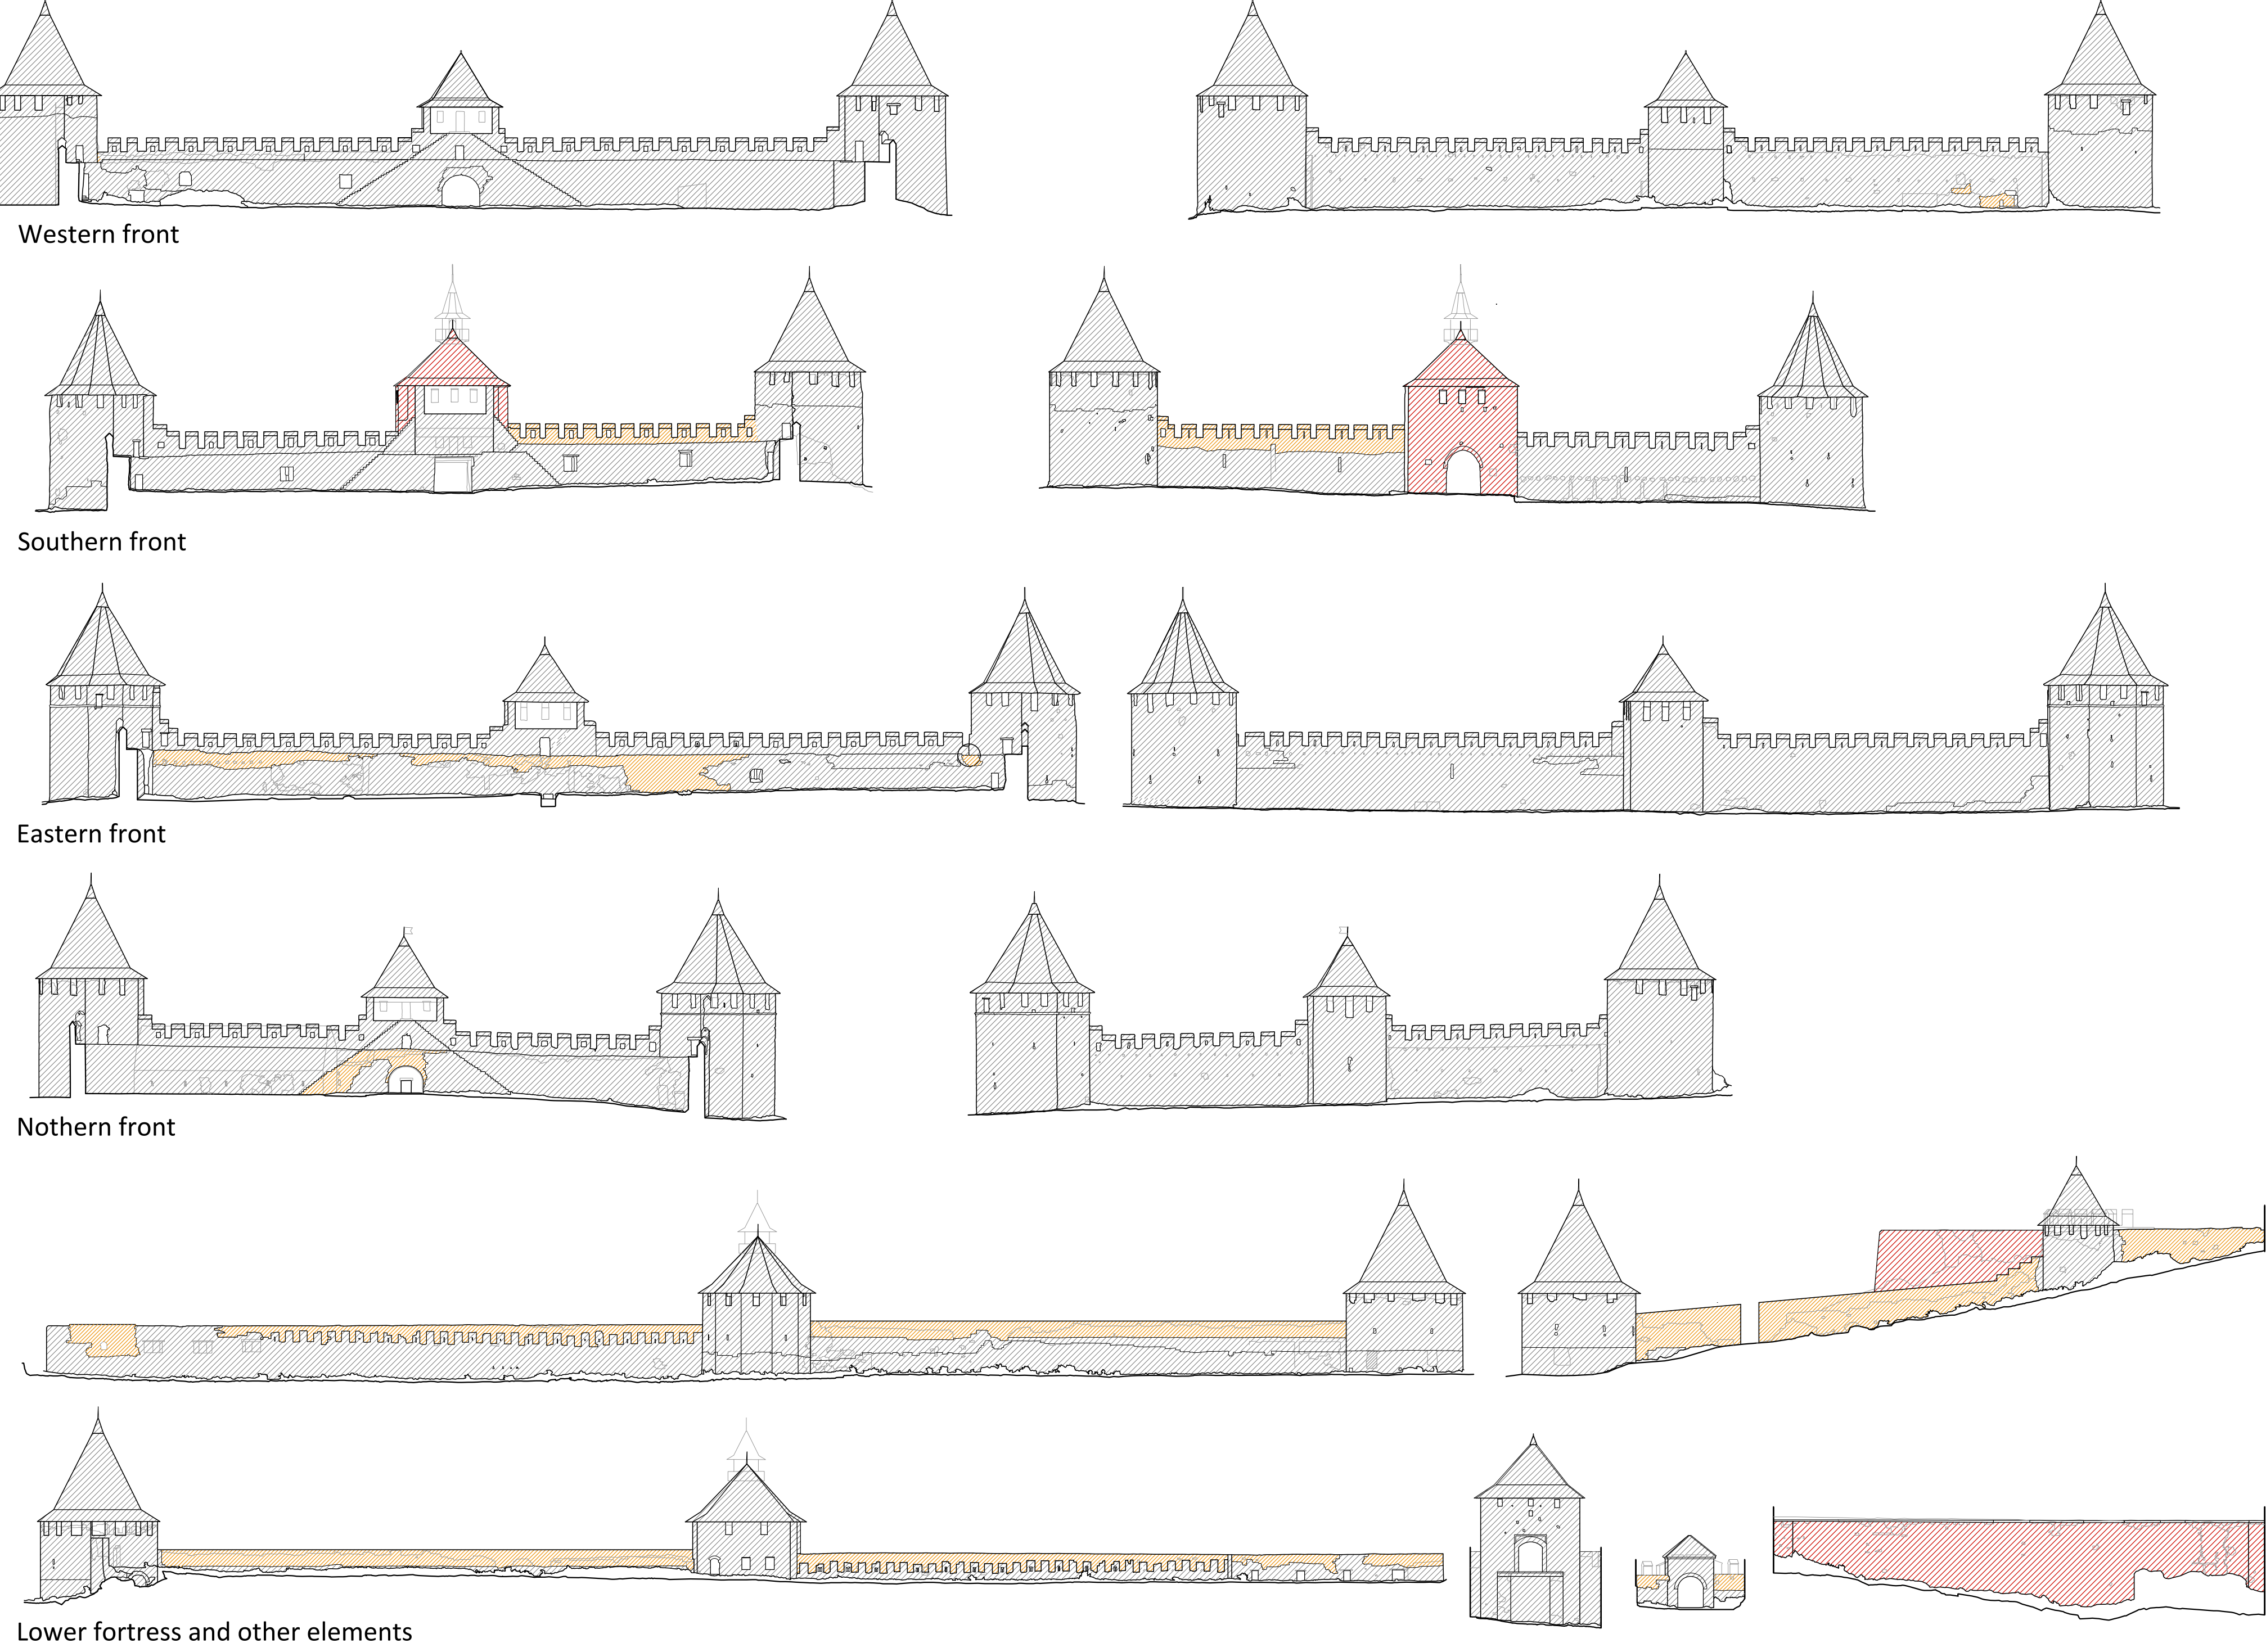 Western front
Southern front
Eastern front
Nothern front
Lower fortress and other elements